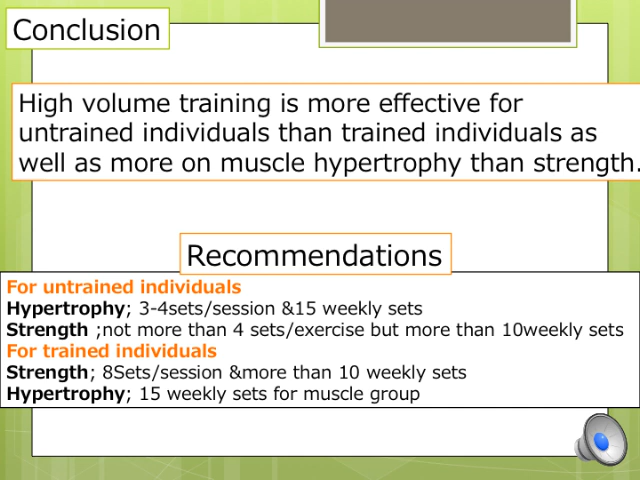 Conclusion
High volume training is more effective for
untrained individuals than trained individuals as
well as more on muscle hypertrophy than strength.
Recommendations
For untrained individuals
Hypertrophy; 3-4sets/session &15 weekly sets
Strength ;not more than 4 sets/exercise but more than 10weekly sets
For trained individuals
Strength; 8Sets/session &more than 10 weekly sets
Hypertrophy; 15 weekly sets for muscle group